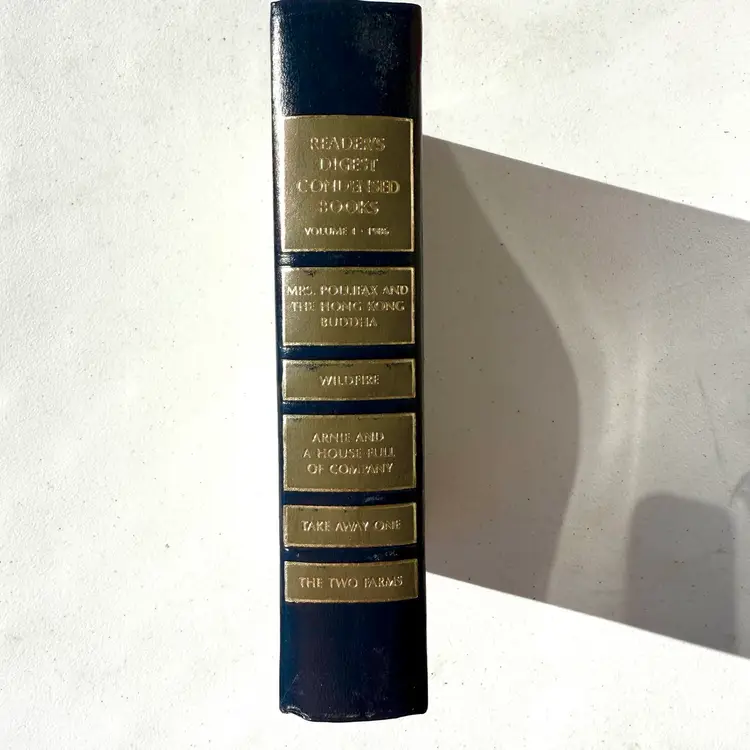 READER'S
DIGEST
CONDENSED
BOOKS
VOLUME 1 · 1986
MRS. POLLIFAX AND
THE HONG KONG
BUDDHA
WILDFIRE
ARNIE AND
A HOUSE FULL
OF COMPANY
TAKE AWAY ONE
THE TWO FARMS